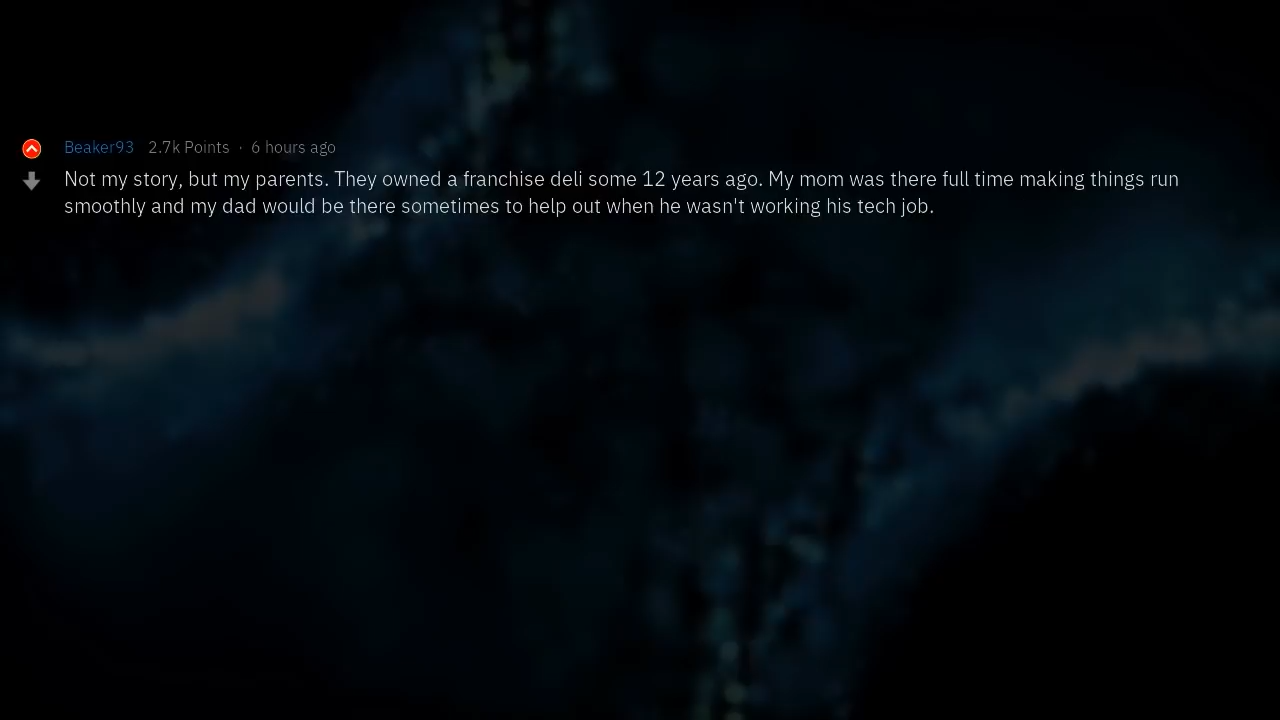 Beaker93 2.7k Points · 6 hours ago
Not my story, but my parents. They owned a franchise deli some 12 years ago. My mom was there full time making things run
smoothly and my dad would be there sometimes to help out when he wasn't working his tech job.